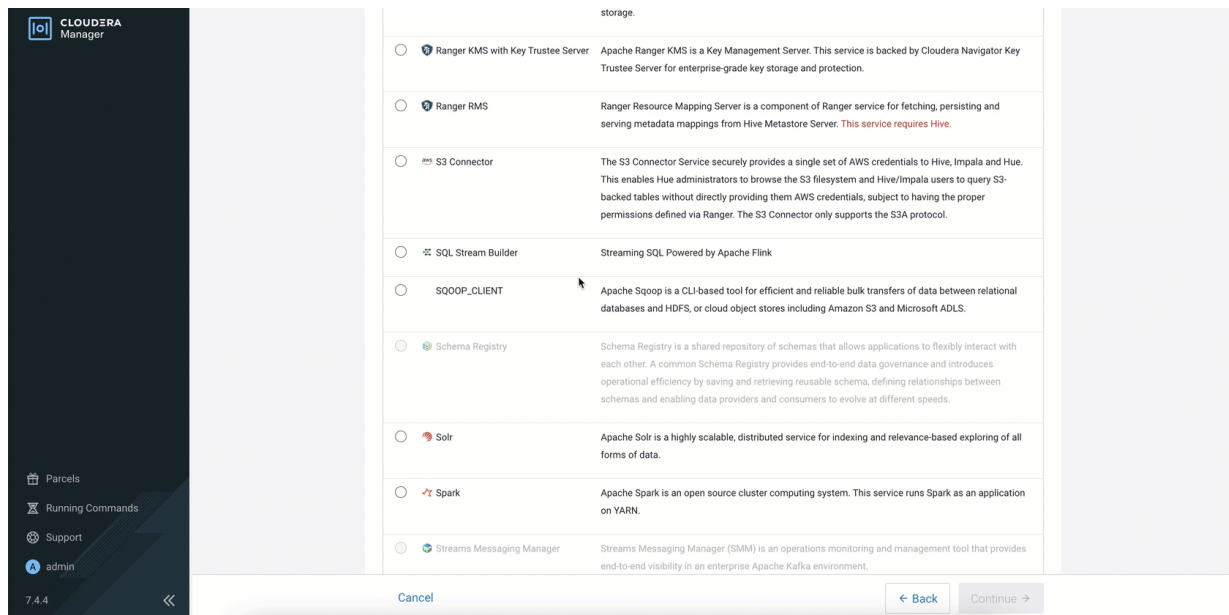 CLOUDERA
Manager
storage.
Ranger KMS with Key Trustee Server
Apache Ranger KMS is a Key Management Server. This service is backed by Cloudera Navigator Key
Trustee Server for enterprise-grade key storage and protection.
Ranger RMS
Ranger Resource Mapping Server is a component of Ranger service for fetching, persisting and
serving metadata mappings from Hive Metastore Server. This service requires Hive.
aws S3 Connector
The S3 Connector Service securely provides a single set of AWS credentials to Hive, Impala and Hue.
This enables Hue administrators to browse the S3 filesystem and Hive/Impala users to query S3-
backed tables without directly providing them AWS credentials, subject to having the proper
permissions defined via Ranger. The S3 Connector only supports the S3A protocol.
SQL Stream Builder
Streaming SQL Powered by Apache Flink
SQOOP_CLIENT
Apache Sqoop is a CLI-based tool for efficient and reliable bulk transfers of data between relational
databases and HDFS, or cloud object stores including Amazon S3 and Microsoft ADLS.
Schema Registry
Schema Registry is a shared repository of schemas that allows applications to flexibly interact with
each other. A common Schema Registry provides end-to-end data governance and introduces
operational efficiency by saving and retrieving reusable schema, defining relationships between
schemas and enabling data providers and consumers to evolve at different speeds.
Solr
Apache Solr is a highly scalable, distributed service for indexing and relevance-based exploring of all
forms of data.
Spark
Apache Spark is an open source cluster computing system. This service runs Spark as an application
on YARN.
Streams Messaging Manager
Streams Messaging Manager (SMM) is an operations monitoring and management tool that provides
end-to-end visibility in an enterprise Apache Kafka environment.
Parcels
Running Commands
Support
A admin
7.4.4
Cancel
← Back
Continue →